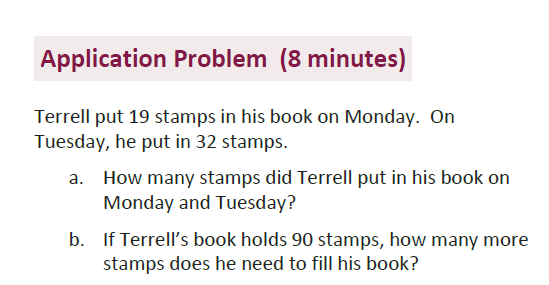 Application Problem (8 minutes)
Terrell put 19 stamps in his book on Monday.  On
Tuesday, he put in 32 stamps.
a. How many stamps did Terrell put in his book on
Monday and Tuesday?
b. If Terrell’s book holds 90 stamps, how many more
stamps does he need to fill his book?